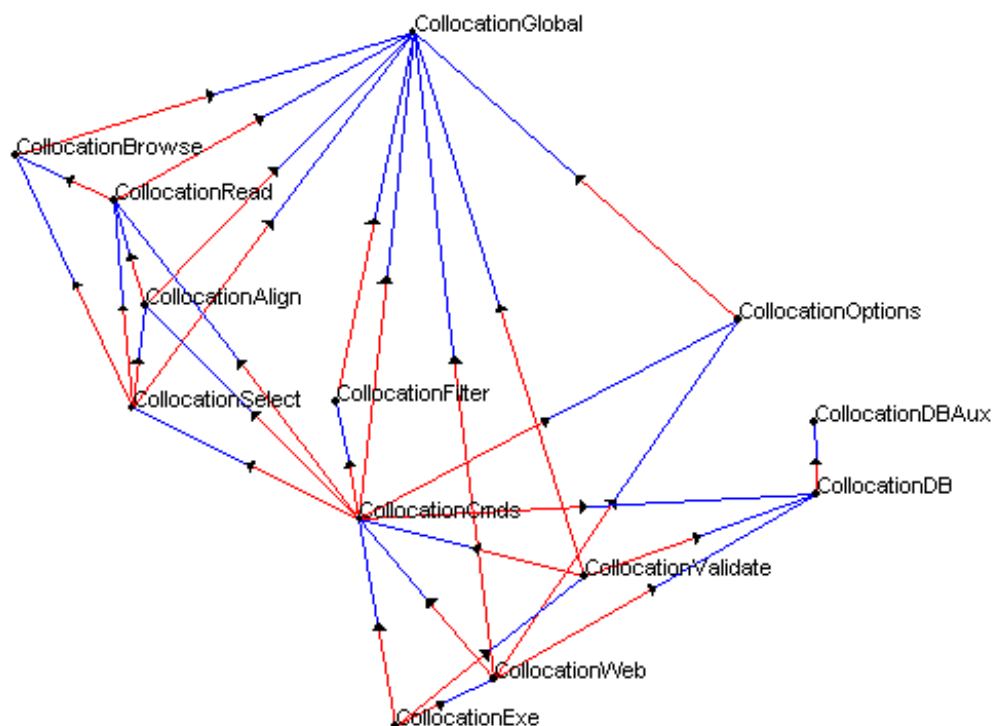 CollocationGlobal
CollocationBrowse
CollocationRead
CollocationAlign
CollocationOptions
CollocationFilter
CollocationSelect
CollocationDBAux
CollocationDB
CollocationCmds
CollocationValidate
CollocationWeb
CollocationExe